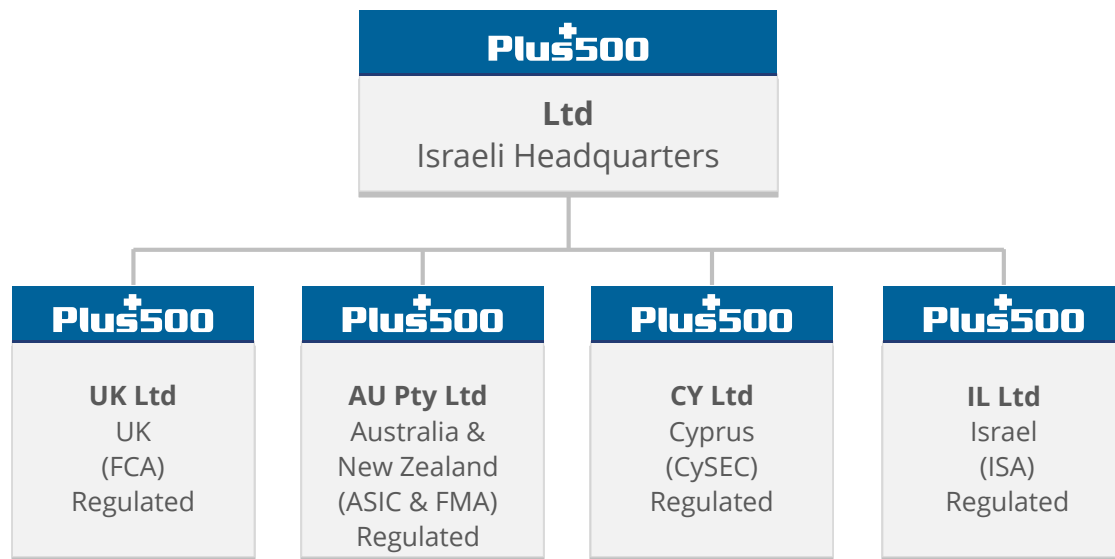 Plus500
Ltd
Israeli Headquarters
Plus500
UK Ltd
UK
(FCA)
Regulated
Plus500
AU Pty Ltd
Australia &
New Zealand
(ASIC & FMA)
Regulated
Plus500
CY Ltd
Cyprus
(CySEC)
Regulated
Plus500
IL Ltd
Israel
(ISA)
Regulated